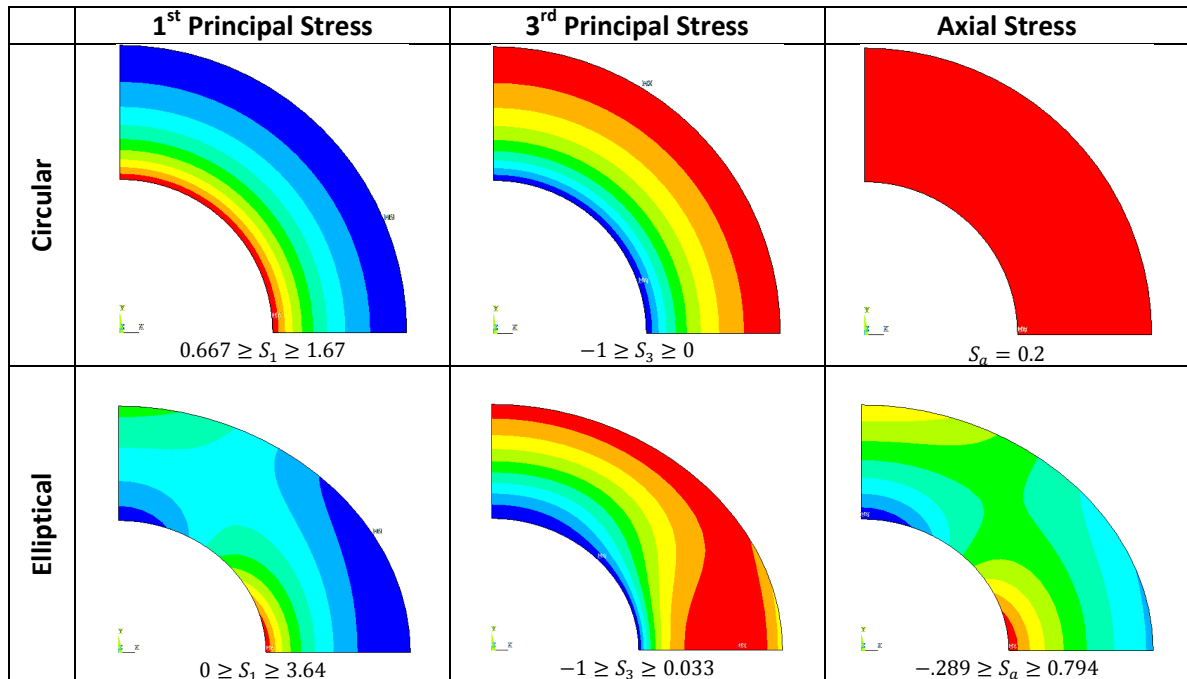 1st Principal Stress 3rd Principal Stress Axial Stress
Circular
0.667 ≥ S₁ ≥ 1.67 −1 ≥ S₃ ≥ 0 Sₐ = 0.2
Elliptical
0 ≥ S₁ ≥ 3.64 −1 ≥ S₃ ≥ 0.033 −.289 ≥ Sₐ ≥ 0.794